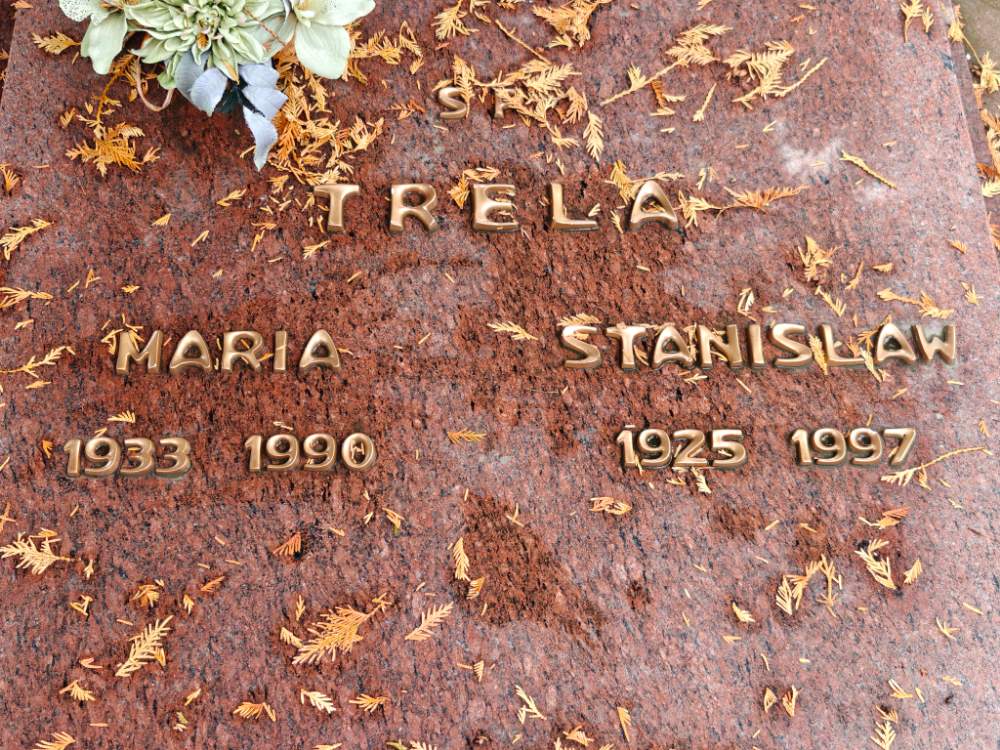 Ś.P.
TRELA
MARIA STANISŁAW
1933 1990 1925 1997